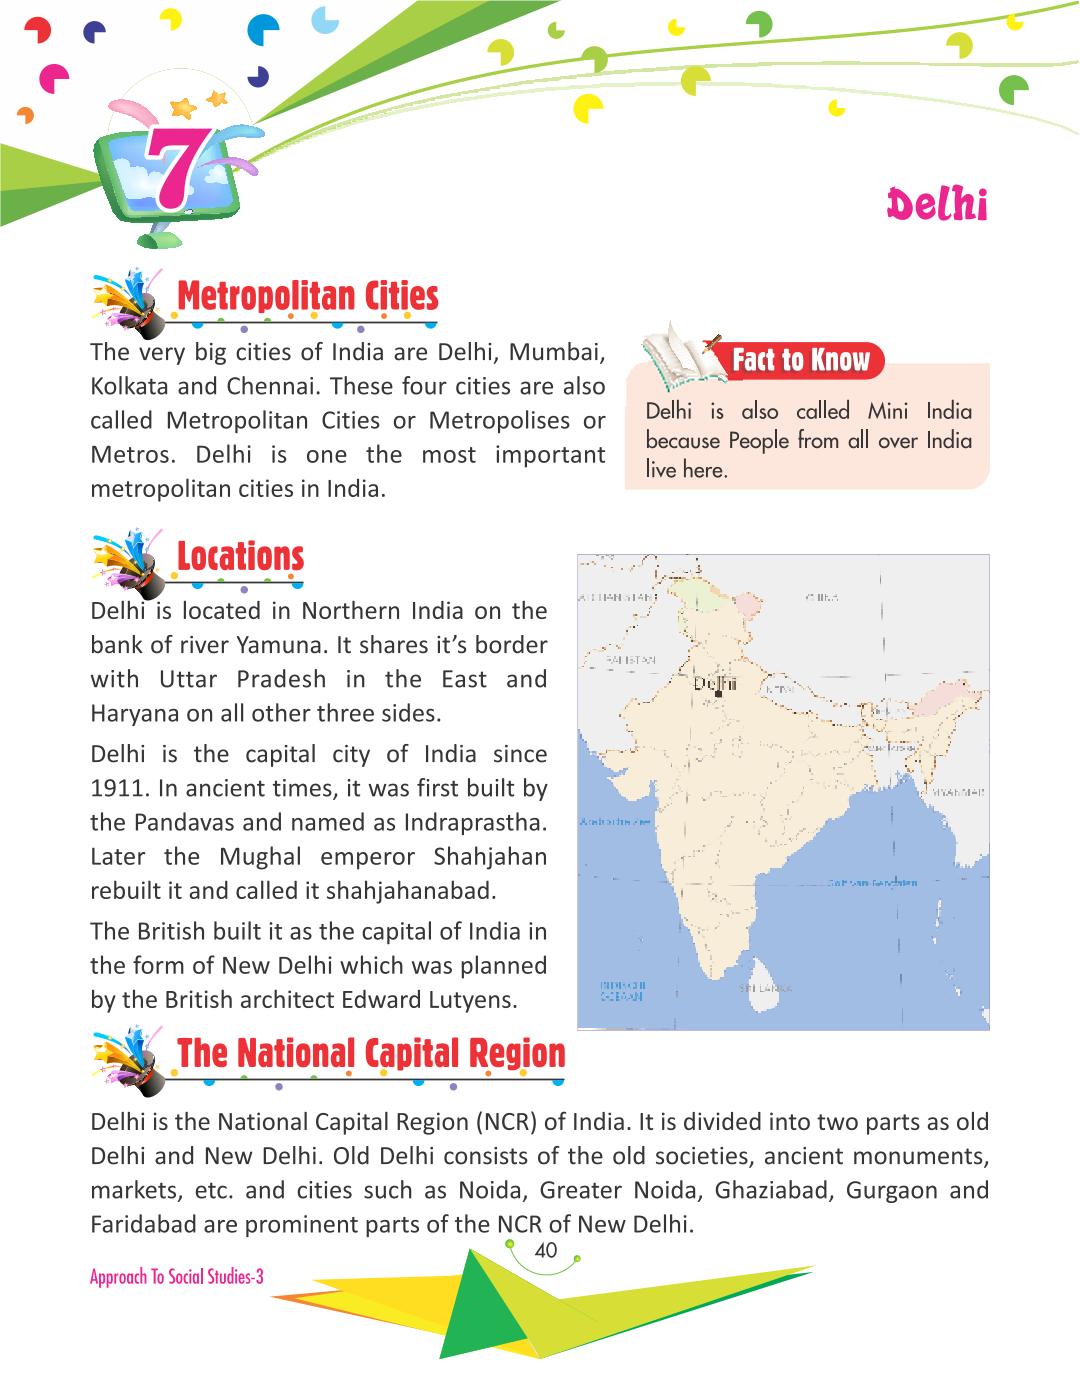 7
Delhi
Metropolitan Cities
The very big cities of India are Delhi, Mumbai,
Kolkata and Chennai. These four cities are also
called Metropolitan Cities or Metropolises or
Metros. Delhi is one the most important
metropolitan cities in India.
Fact to Know
Delhi is also called Mini India
because People from all over India
live here.
Locations
Delhi is located in Northern India on the
bank of river Yamuna. It shares it’s border
with Uttar Pradesh in the East and
Haryana on all other three sides.
Delhi is the capital city of India since
1911. In ancient times, it was first built by
the Pandavas and named as Indraprastha.
Later the Mughal emperor Shahjahan
rebuilt it and called it shahjahanabad.
The British built it as the capital of India in
the form of New Delhi which was planned
by the British architect Edward Lutyens.
AFGHANISTAN
CHINA
PAKISTAN
Delhi
NEPAL
MYANMAR
SRI LANKA
INDISCHE
OCEAAN
The National Capital Region
Delhi is the National Capital Region (NCR) of India. It is divided into two parts as old
Delhi and New Delhi. Old Delhi consists of the old societies, ancient monuments,
markets, etc. and cities such as Noida, Greater Noida, Ghaziabad, Gurgaon and
Faridabad are prominent parts of the NCR of New Delhi.
40
Approach To Social Studies-3